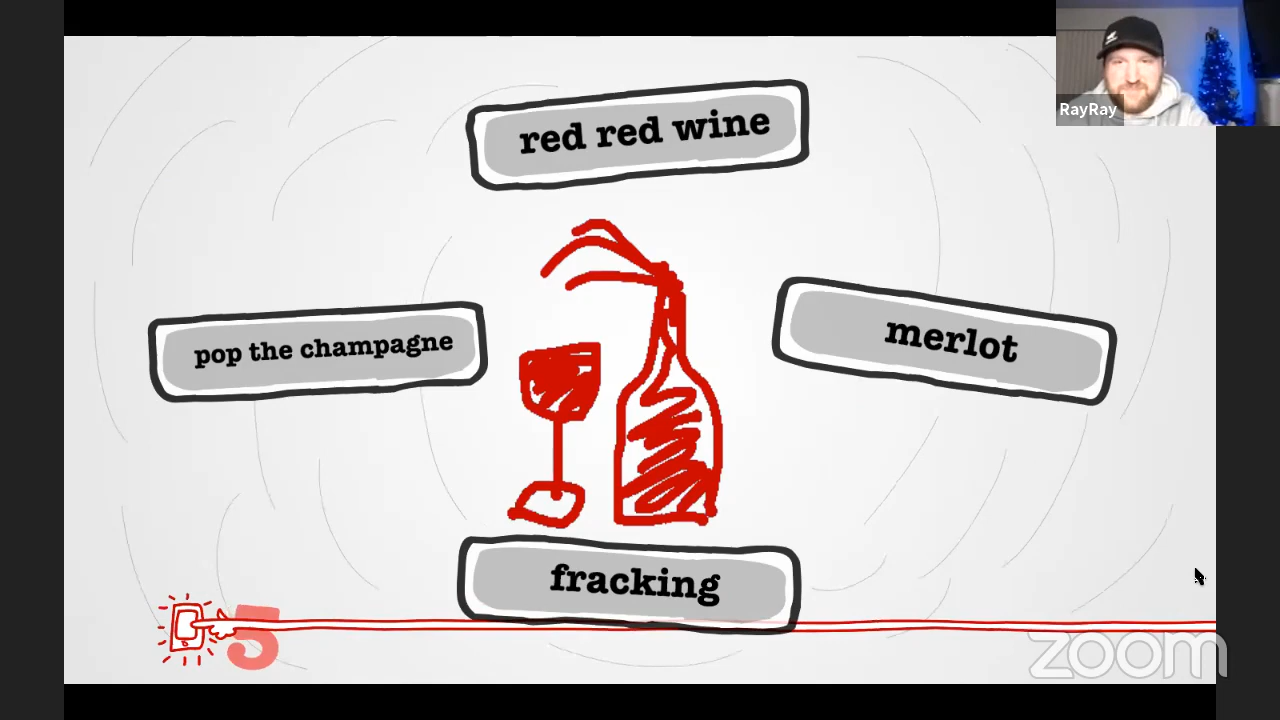 RayRay
red red wine
pop the champagne
merlot
fracking
5
zoom